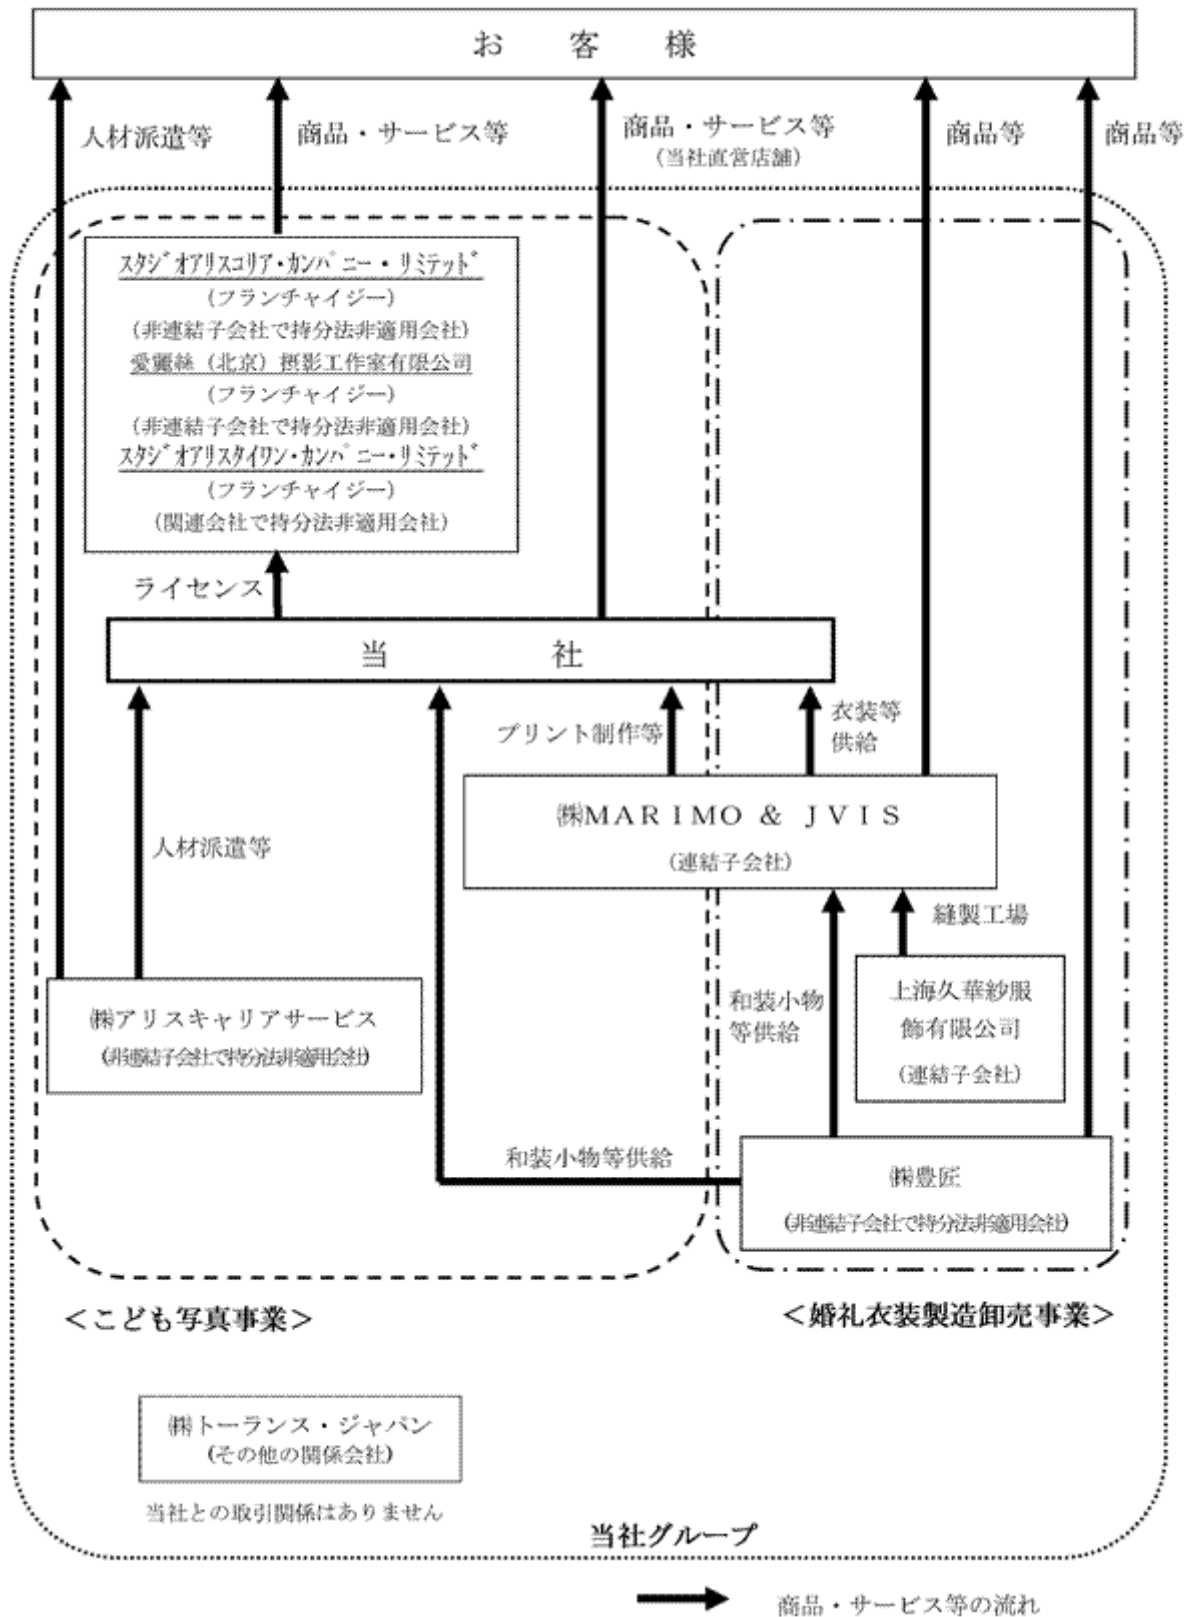 お客様
人材派遣等
商品・サービス等
商品・サービス等
(当社直営店舗)
商品等
商品等
ｽﾀｼﾞｵｱﾘｽｺﾘｱ・ｶﾝﾊﾟﾆｰ・ﾘﾐﾃｯﾄﾞ
(フランチャイジー)
(非連結子会社で持分法非適用会社)
愛麗絲（北京）摂影工作室有限公司
(フランチャイジー)
(非連結子会社で持分法非適用会社)
ｽﾀｼﾞｵｱﾘｽﾀｲﾜﾝ・ｶﾝﾊﾟﾆｰ・ﾘﾐﾃｯﾄﾞ
(フランチャイジー)
(関連会社で持分法非適用会社)
ライセンス
当社
プリント制作等
衣装等
供給
㈱ＭＡＲＩＭＯ ＆ ＪＶＩＳ
(連結子会社)
人材派遣等
縫製工場
㈱アリスキャリアサービス
(非連結子会社で持分法非適用会社)
和装小物
等供給
上海久華紗服
飾有限公司
(連結子会社)
和装小物等供給
㈱豊匠
(非連結子会社で持分法非適用会社)
＜こども写真事業＞
＜婚礼衣装製造卸売事業＞
㈱トーランス・ジャパン
(その他の関係会社)
当社との取引関係はありません
当社グループ
商品・サービス等の流れ